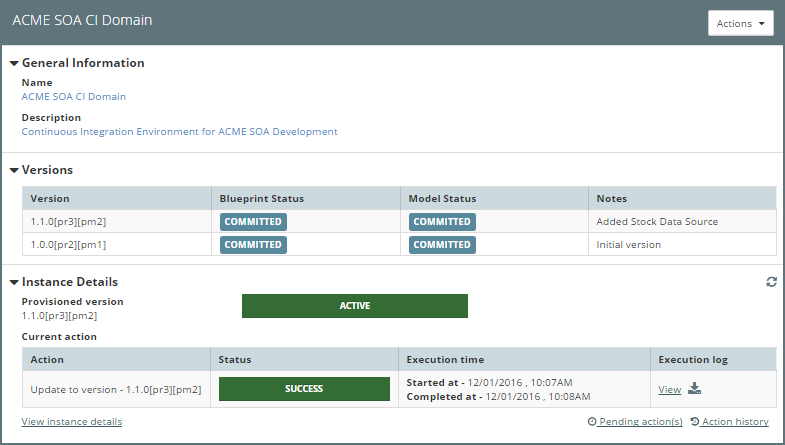 ACME SOA CI Domain
Actions
General Information
Name
ACME SOA CI Domain
Description
Continuous Integration Environment for ACME SOA Development
Versions
Version Blueprint Status Model Status Notes
1.1.0[pr3][pm2] COMMITTED COMMITTED Added Stock Data Source
1.0.0[pr2][pm1] COMMITTED COMMITTED Initial version
Instance Details
Provisioned version
1.1.0[pr3][pm2]
ACTIVE
Current action
Action Status Execution time Execution log
Update to version - 1.1.0[pr3][pm2] SUCCESS Started at - 12/01/2016 , 10:07AM View
Completed at - 12/01/2016 , 10:08AM
View instance details Pending action(s) Action history